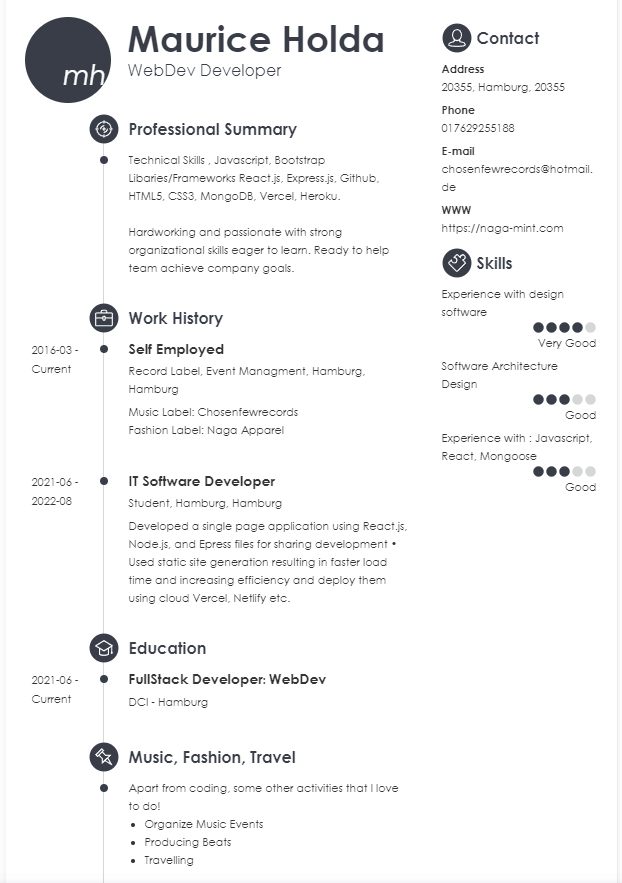 mh
Maurice Holda
WebDev Developer
Professional Summary
Technical Skills , Javascript, Bootstrap
Libaries/Frameworks React.js, Express.js, Github,
HTML5, CSS3, MongoDB, Vercel, Heroku.
Hardworking and passionate with strong
organizational skills eager to learn. Ready to help
team achieve company goals.
Work History
2016-03 -
Current
Self Employed
Record Label, Event Managment, Hamburg,
Hamburg
Music Label: Chosenfewrecords
Fashion Label: Naga Apparel
2021-06 -
2022-08
IT Software Developer
Student, Hamburg, Hamburg
Developed a single page application using React.js,
Node.js, and Epress files for sharing development •
Used static site generation resulting in faster load
time and increasing efficiency and deploy them
using cloud Vercel, Netlify etc.
Education
2021-06 -
Current
FullStack Developer: WebDev
DCI - Hamburg
Music, Fashion, Travel
Apart from coding, some other activities that I love
to do!
• Organize Music Events
• Producing Beats
• Travelling
Contact
Address
20355, Hamburg, 20355
Phone
017629255188
E-mail
chosenfewrecords@hotmail.
de
WWW
https://naga-mint.com
Skills
Experience with design
software
Very Good
Software Architecture
Design
Good
Experience with : Javascript,
React, Mongoose
Good